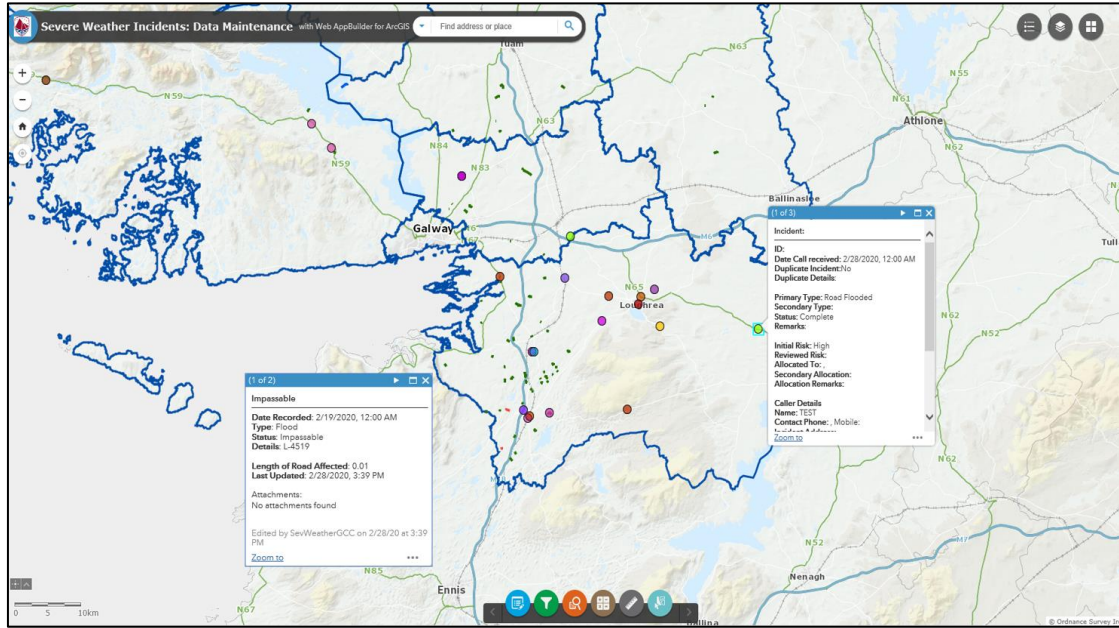 Severe Weather Incidents: Data Maintenance with Web AppBuilder for ArcGIS
Find address or place
Tuam
N63
N55
N61
Athlone
N59
N62
N63
N84
N59
N83
Ballinasloe
Galway
M6
(1 of 3)
Incident:
ID:
Date Call received: 2/28/2020, 12:00 AM
Duplicate Incident:No
Duplicate Details:
Primary Type: Road Flooded
Secondary Type:
Status: Complete
Remarks:
Initial Risk: High
Reviewed Risk:
Allocated To: ,
Secondary Allocation:
Allocation Remarks:
Caller Details
Name: TEST
Contact Phone: , Mobile:
Incident Address:
Zoom to
N65
Loughrea
N62
N52
(1 of 2)
Impassable
Date Recorded: 2/19/2020, 12:00 AM
Type: Flood
Status: Impassable
Details: L-4519
Length of Road Affected: 0.01
Last Updated: 2/28/2020, 3:39 PM
Attachments:
No attachments found
Edited by SevWeatherGCC on 2/28/20 at 3:39
PM
Zoom to
N62
N52
M7
N85
Nenagh
Ennis
N67
0 5 10km
© Ordnance Survey